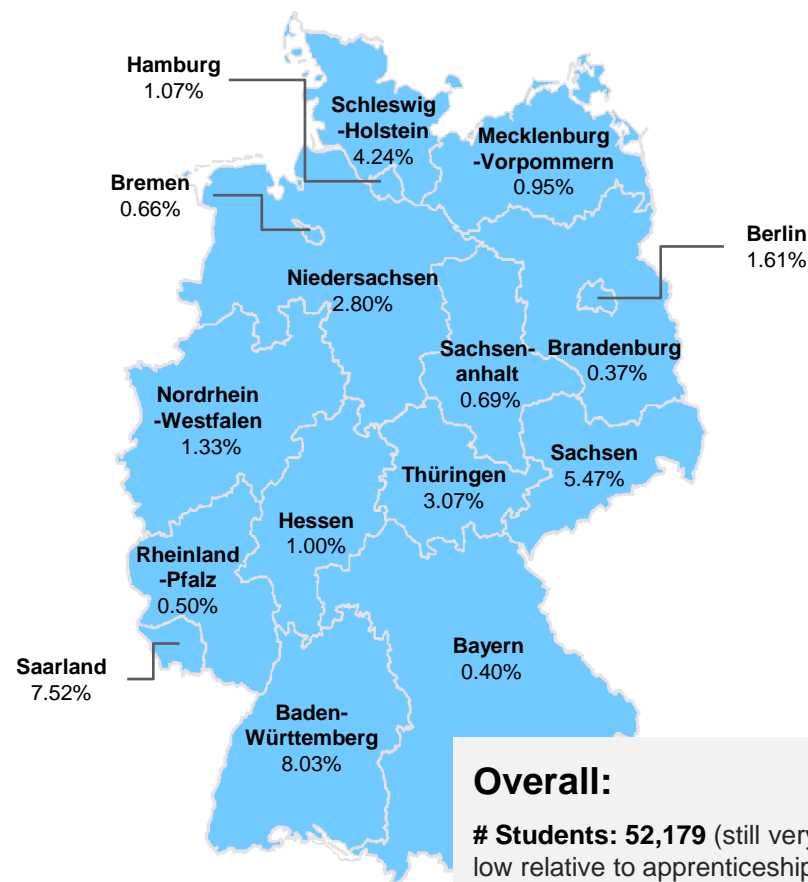 Hamburg
1.07%
Schleswig
-Holstein
4.24%
Mecklenburg
-Vorpommern
0.95%
Bremen
0.66%
Berlin
1.61%
Niedersachsen
2.80%
Sachsen-
anhalt
0.69%
Brandenburg
0.37%
Nordrhein
-Westfalen
1.33%
Sachsen
5.47%
Thüringen
3.07%
Hessen
1.00%
Rheinland
-Pfalz
0.50%
Saarland
7.52%
Bayern
0.40%
Baden-
Württemberg
8.03%
Overall:
# Students: 52,179 (still very
low relative to apprenticeship